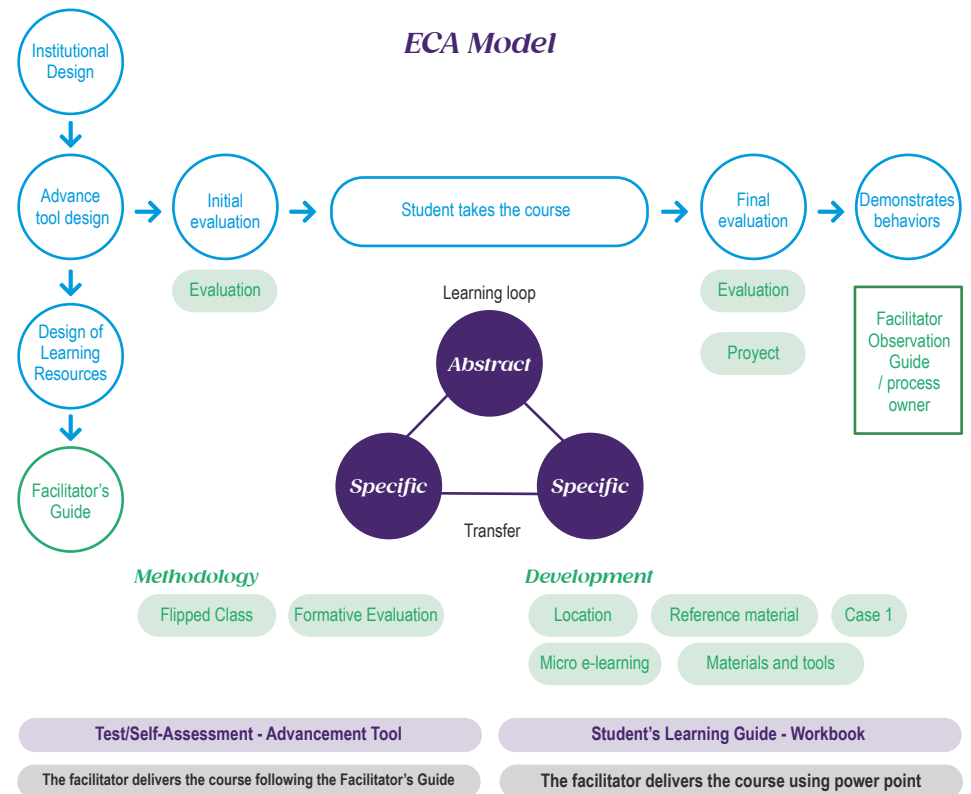 ECA Model
Institutional
Design
Advance
tool design
Initial
evaluation
Student takes the course
Final
evaluation
Demonstrates
behaviors
Evaluation
Evaluation
Proyect
Facilitator
Observation
Guide
/ process
owner
Design of
Learning
Resources
Facilitator's
Guide
Learning loop
Abstract
Specific
Specific
Transfer
Methodology
Flipped Class
Formative Evaluation
Development
Location
Reference material
Case 1
Micro e-learning
Materials and tools
Test/Self-Assessment - Advancement Tool
Student's Learning Guide - Workbook
The facilitator delivers the course following the Facilitator's Guide
The facilitator delivers the course using power point